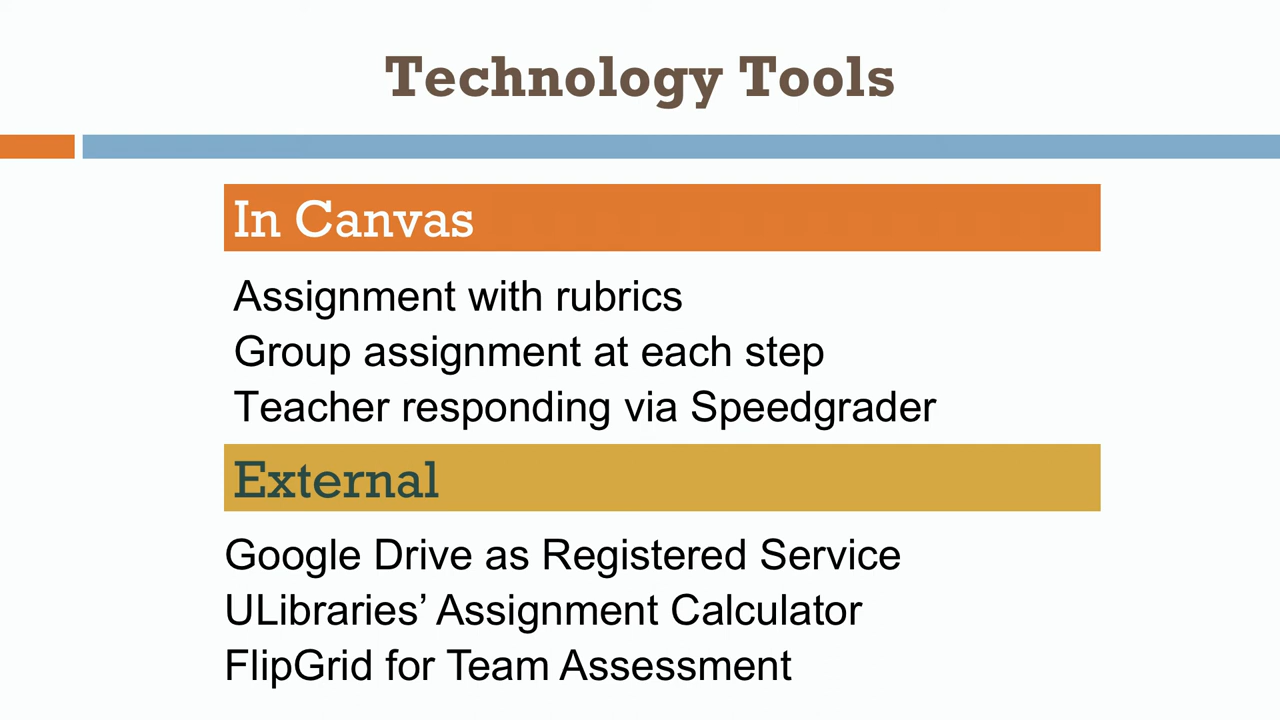 Technology Tools
In Canvas
Assignment with rubrics
Group assignment at each step
Teacher responding via Speedgrader
External
Google Drive as Registered Service
ULibraries’ Assignment Calculator
FlipGrid for Team Assessment